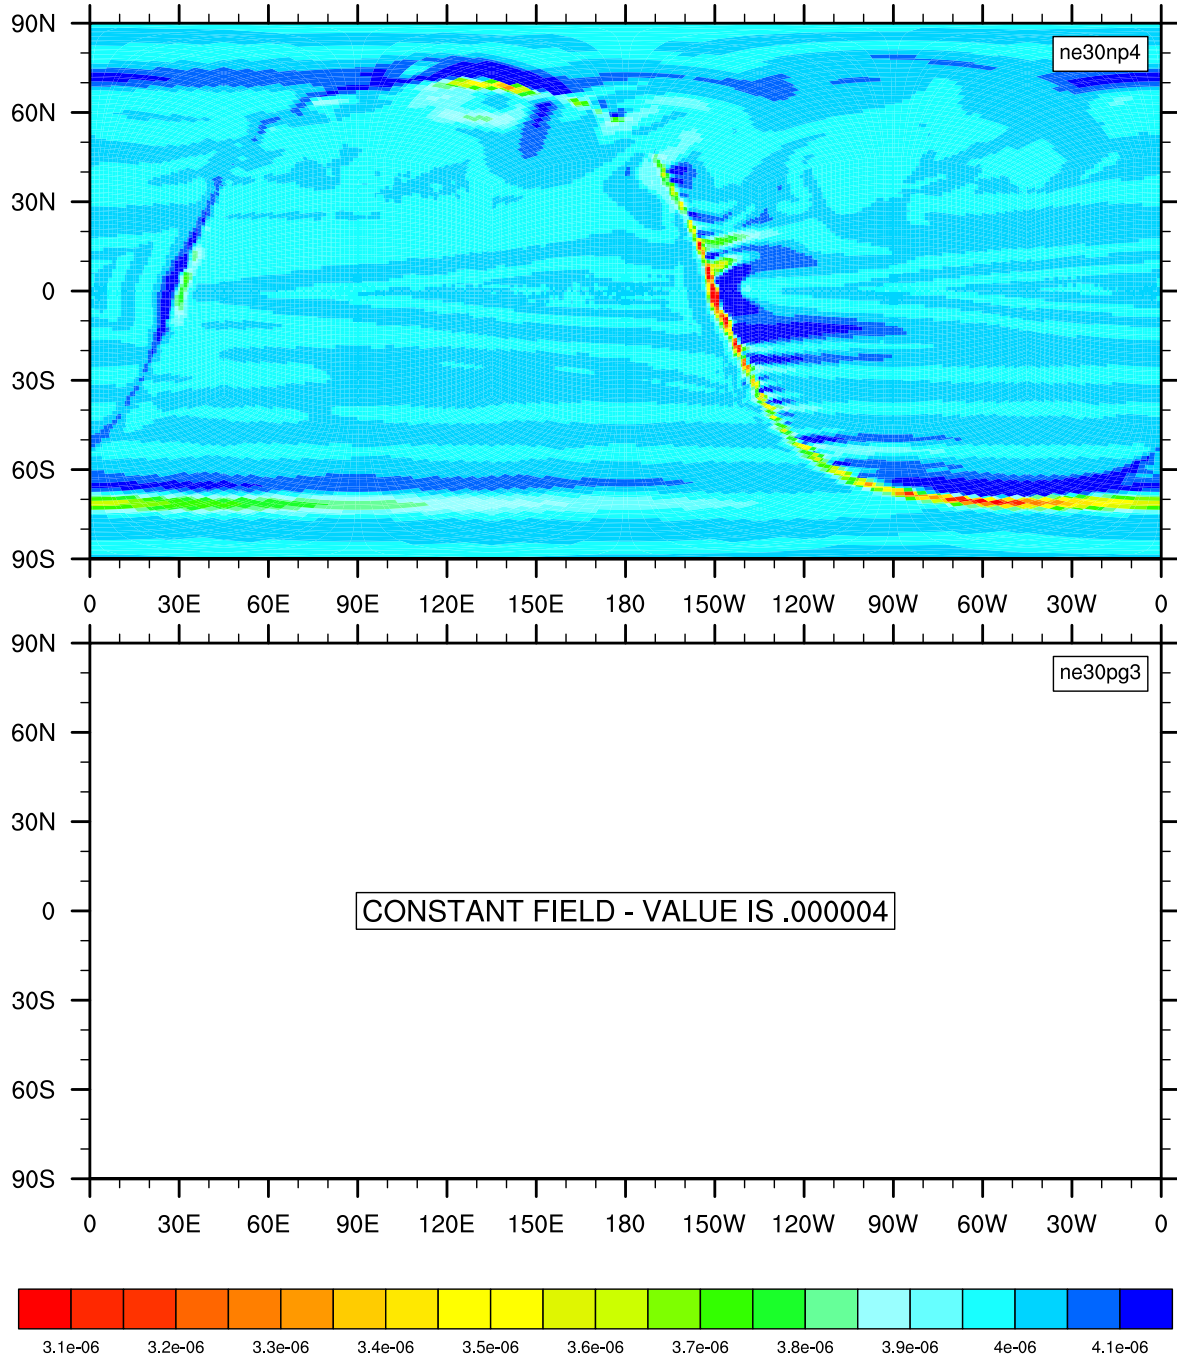 90N
ne30np4
60N
30N
0
30S
60S
90S
0 30E 60E 90E 120E 150E 180 150W 120W 90W 60W 30W 0
90N
ne30pg3
60N
30N
0
CONSTANT FIELD - VALUE IS .000004
30S
60S
90S
0 30E 60E 90E 120E 150E 180 150W 120W 90W 60W 30W 0
3.1e-06 3.2e-06 3.3e-06 3.4e-06 3.5e-06 3.6e-06 3.7e-06 3.8e-06 3.9e-06 4e-06 4.1e-06